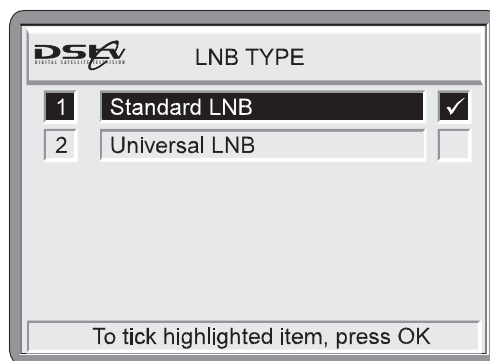 DStv LNB TYPE
DIGITAL SATELLITE TELEVISION
1 Standard LNB ✓
2 Universal LNB
To tick highlighted item, press OK